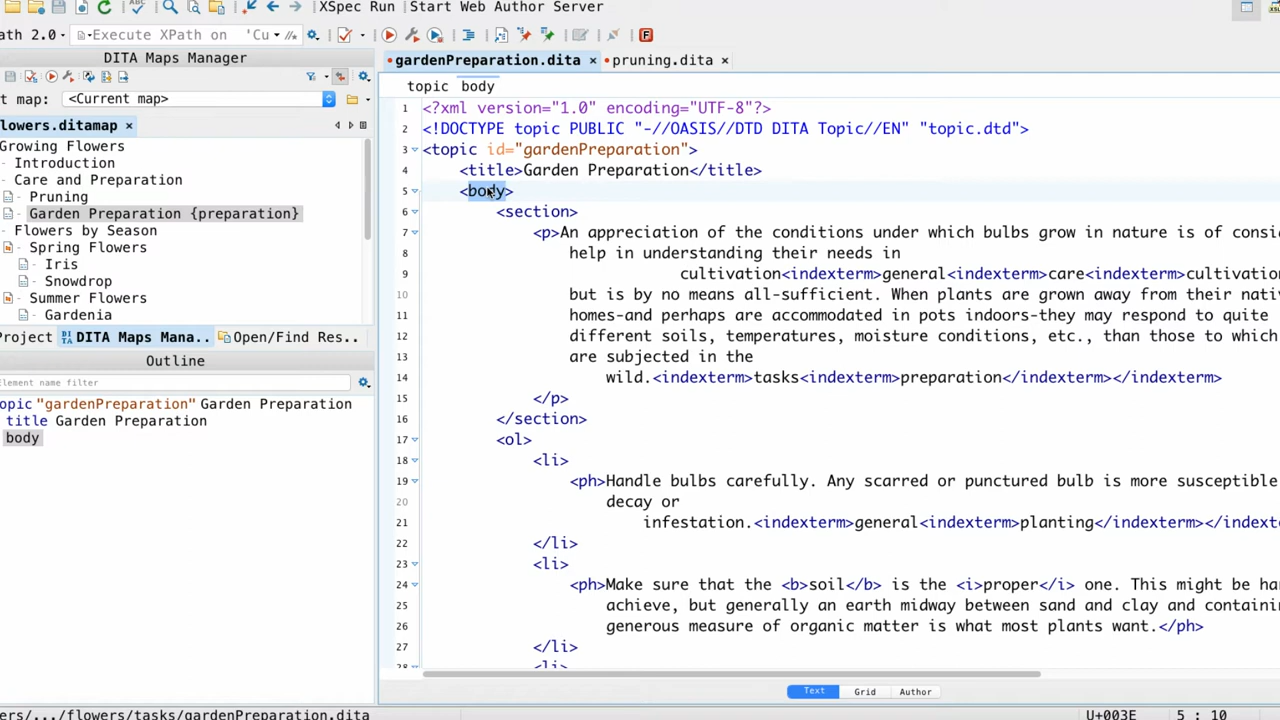 XSpec Run Start Web Author Server
ath 2.0 Execute XPath on 'Cu
DITA Maps Manager
t map: <Current map>
lowers.ditamap ×
Growing Flowers
Introduction
Care and Preparation
Pruning
Garden Preparation {preparation}
Flowers by Season
Spring Flowers
Iris
Snowdrop
Summer Flowers
Gardenia
Project DITA Maps Mana.. Open/Find Res..
Outline
Element name filter
opic "gardenPreparation" Garden Preparation
title Garden Preparation
body
gardenPreparation.dita × pruning.dita ×
topic body
1 <?xml version="1.0" encoding="UTF-8"?>
2 <!DOCTYPE topic PUBLIC "-//OASIS//DTD DITA Topic//EN" "topic.dtd">
3 <topic id="gardenPreparation">
4 <title>Garden Preparation</title>
5 <body>
6 <section>
7 <p>An appreciation of the conditions under which bulbs grow in nature is of consi
8 help in understanding their needs in
9 cultivation<indexterm>general<indexterm>care<indexterm>cultivation
10 but is by no means all-sufficient. When plants are grown away from their nati
11 homes-and perhaps are accommodated in pots indoors-they may respond to quite
12 different soils, temperatures, moisture conditions, etc., than those to which
13 are subjected in the
14 wild.<indexterm>tasks<indexterm>preparation</indexterm></indexterm>
15 </p>
16 </section>
17 <ol>
18 <li>
19 <ph>Handle bulbs carefully. Any scarred or punctured bulb is more susceptible
20 decay or
21 infestation.<indexterm>general<indexterm>planting</indexterm></indexte
22 </li>
23 <li>
24 <ph>Make sure that the <b>soil</b> is the <i>proper</i> one. This might be har
25 achieve, but generally an earth midway between sand and clay and containin
26 generous measure of organic matter is what most plants want.</ph>
27 </li>
28 <li>
Text Grid Author
ers/.../flowers/tasks/gardenPreparation.dita U+003E 5 : 10